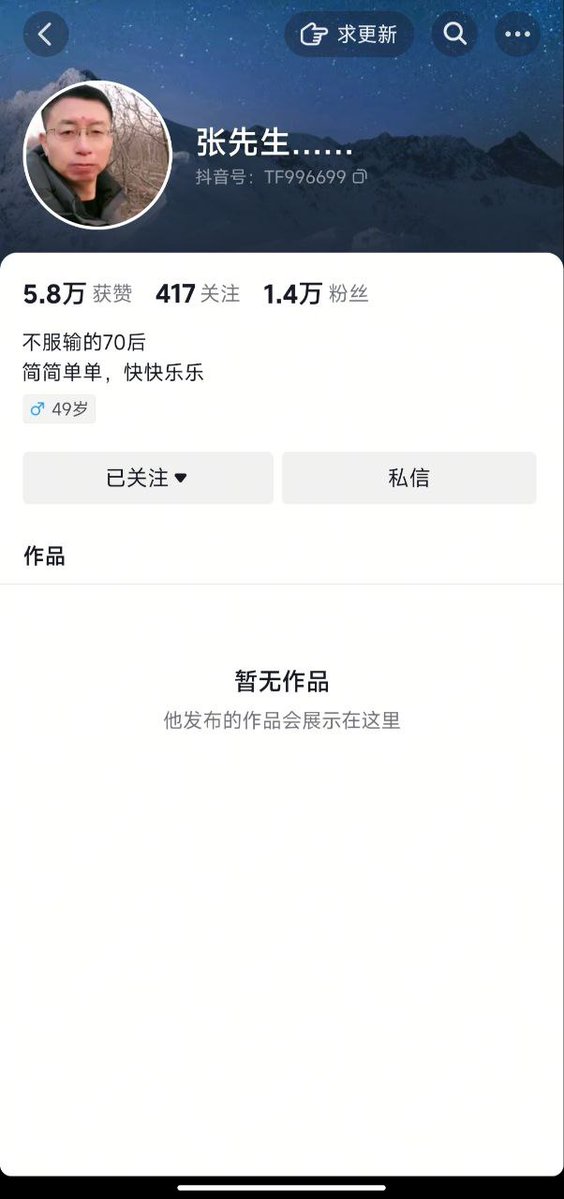 求更新
张先生......
抖音号：TF996699
5.8万 获赞 417 关注 1.4万 粉丝
不服输的70后
简简单单，快快乐乐
♂ 49岁
已关注 私信
作品
暂无作品
他发布的作品会展示在这里